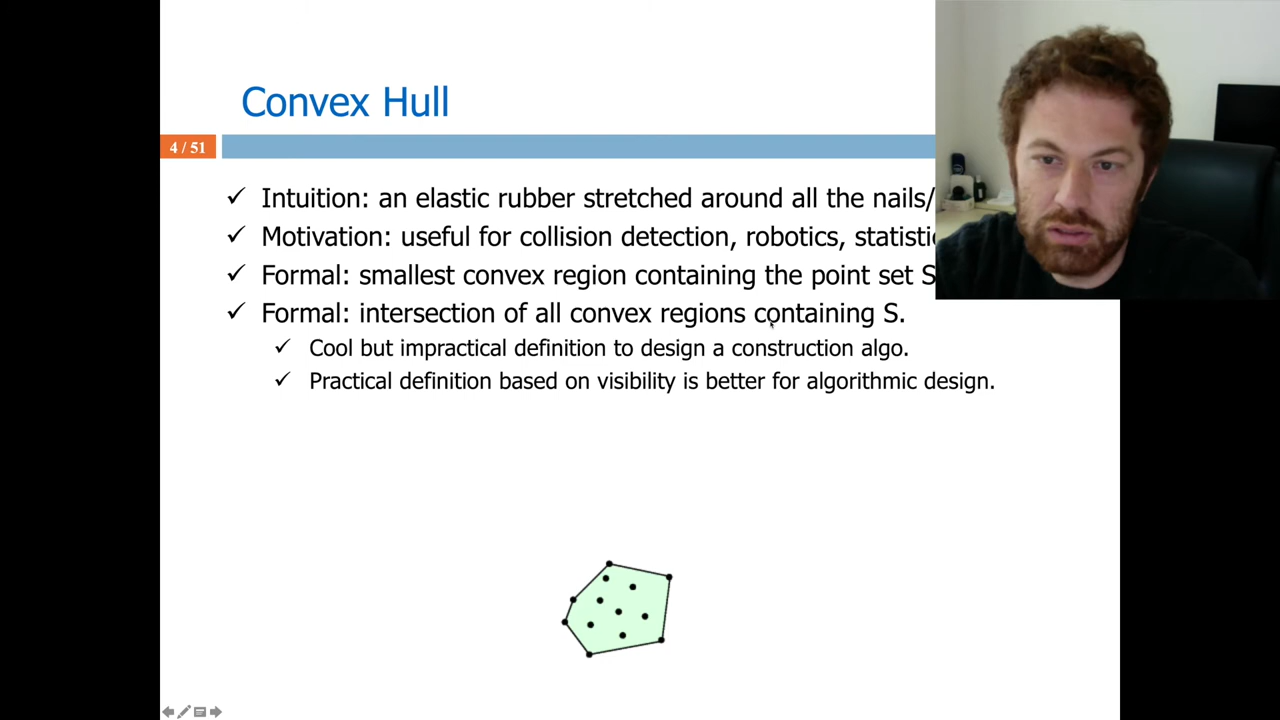 Convex Hull
4 / 51
✓ Intuition: an elastic rubber stretched around all the nails/
✓ Motivation: useful for collision detection, robotics,
✓ Formal: smallest convex region containing the point set S
✓ Formal: intersection of all convex regions containing S.
✓ Cool but impractical definition to design a construction algo.
✓ Practical definition based on visibility is better for algorithmic design.